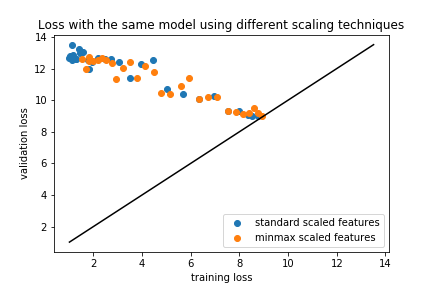 Loss with the same model using different scaling techniques
14
12
10
8
6
4
2
validation loss
2
4
6
8
10
12
14
training loss
standard scaled features
minmax scaled features